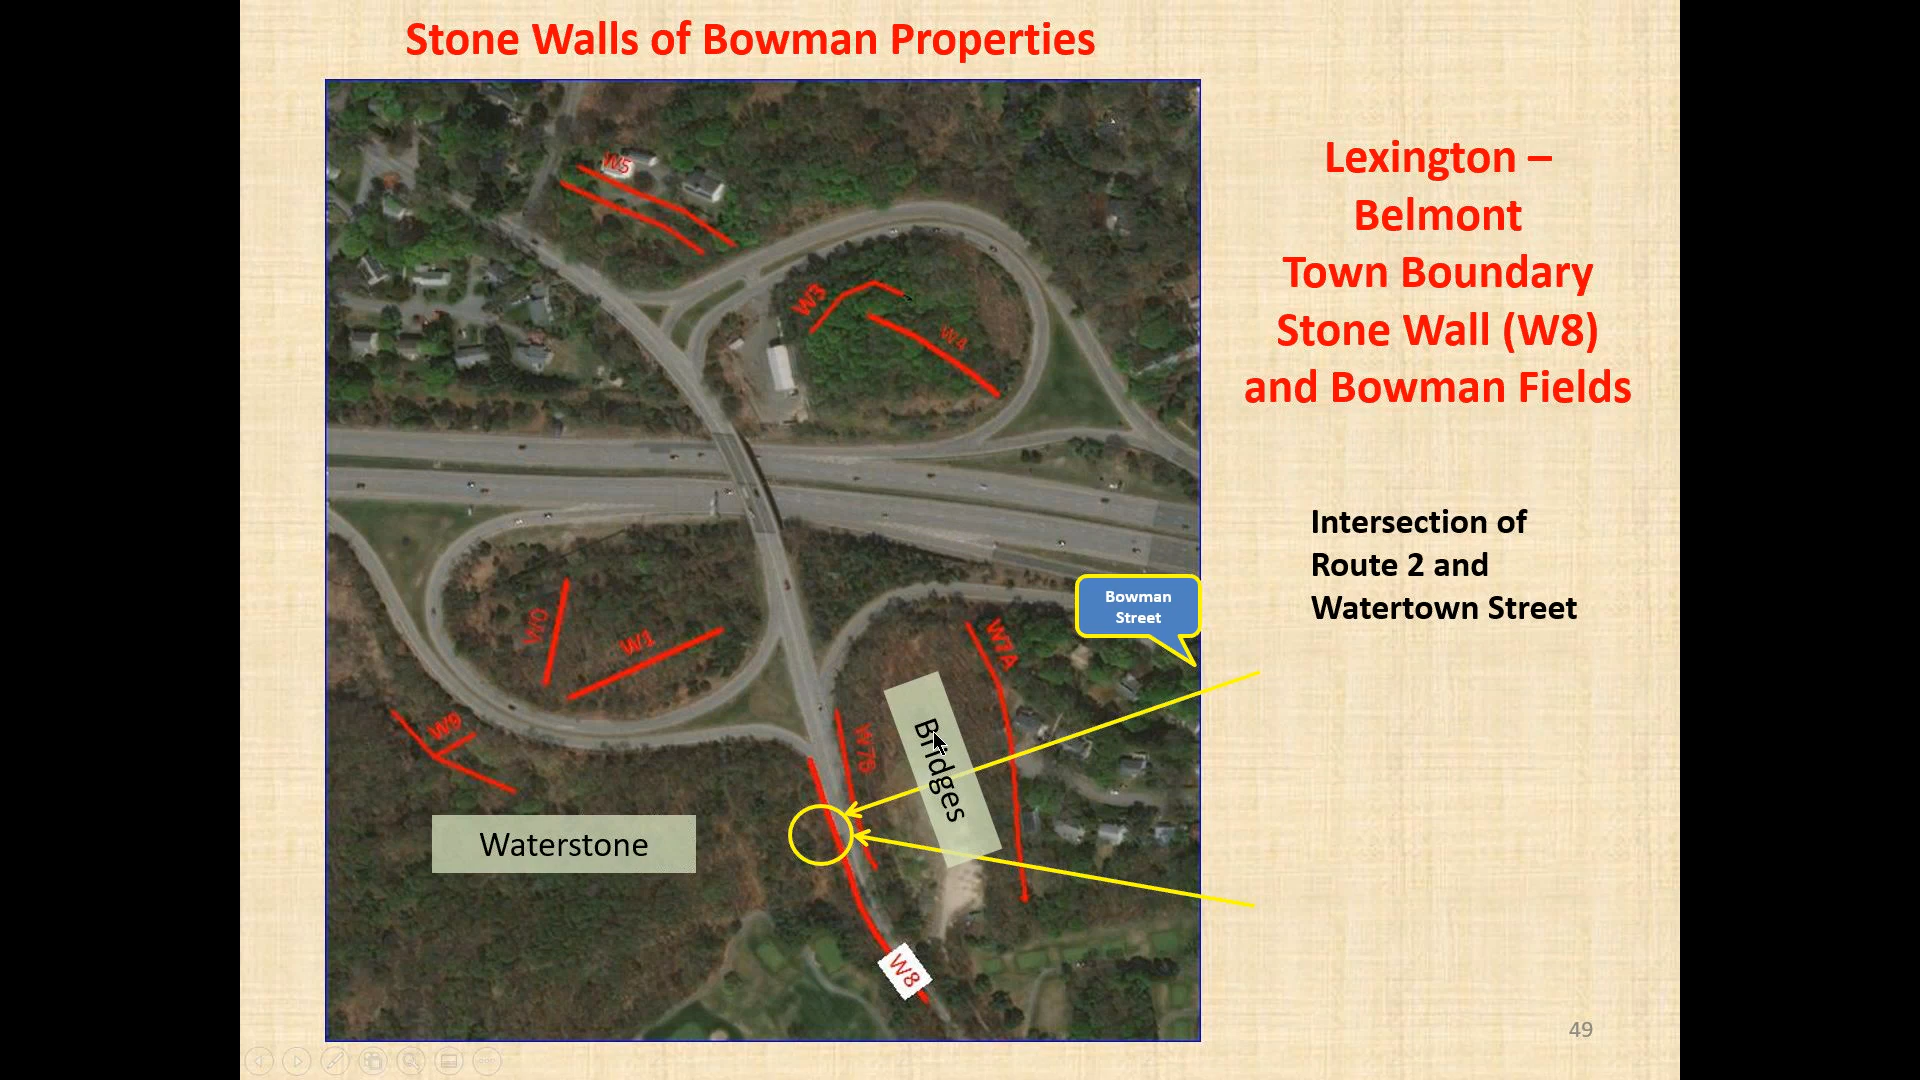 Stone Walls of Bowman Properties
W5
W3
W4
W0
W1
W9
W7A
Bridges
Waterstone
W8
Bowman
Street
Lexington –
Belmont
Town Boundary
Stone Wall (W8)
and Bowman Fields
Intersection of
Route 2 and
Watertown Street
49